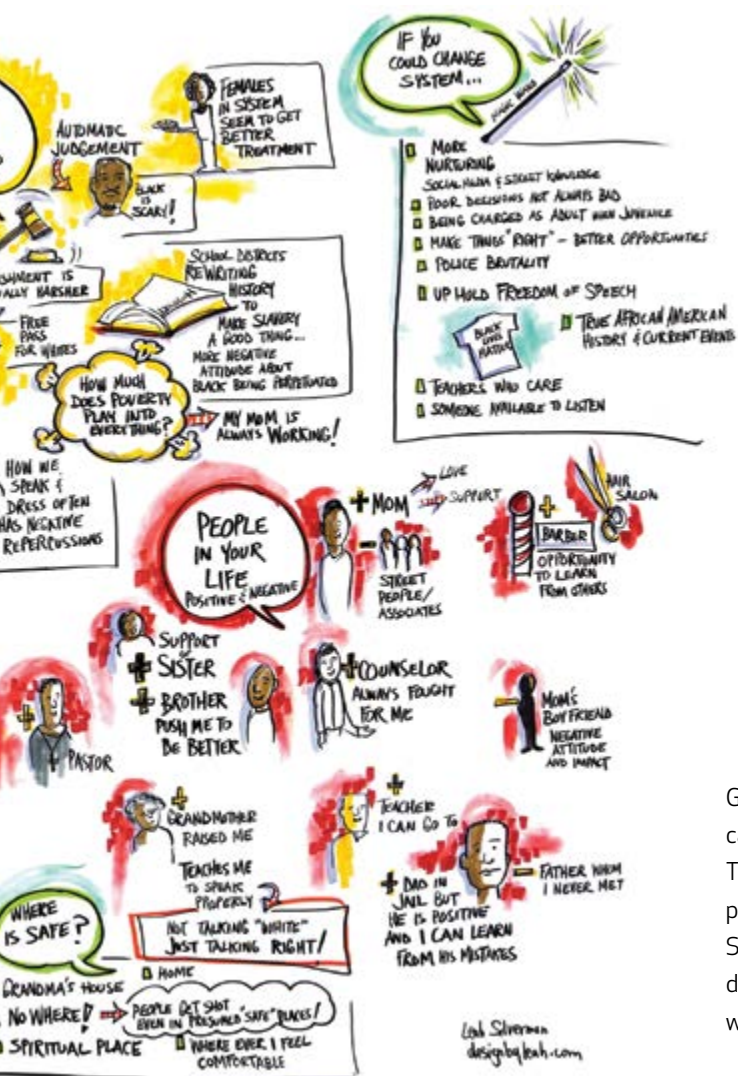 AUTOMATIC
JUDGEMENT
BLACK
IS
SCARY!
FEMALES
IN SYSTEM
SEEM TO GET
BETTER
TREATMENT
IS
HARSHER
FREE
PASS
FOR WHITES
SCHOOL DISTRICTS
REWRITING
HISTORY
TO
MAKE SLAVERY
A GOOD THING...
MORE NEGATIVE
ATTITUDE ABOUT
BLACK BEING PERPETUATED
HOW MUCH
DOES POVERTY
PLAY INTO
EVERYTHING?
MY MOM IS
ALWAYS WORKING!
HOW WE
SPEAK &
DRESS OFTEN
HAS NEGATIVE
REPERCUSSIONS
IF YOU
COULD CHANGE
SYSTEM...
MAGIC WAND
MORE
NURTURING
SOCIAL MEDIA & STREET KNOWLEDGE
POOR DECISIONS NOT ALWAYS BAD
BEING CHARGED AS ADULT WHEN JUVENILE
MAKE THINGS "RIGHT" – BETTER OPPORTUNITIES
POLICE BRUTALITY
UP HOLD FREEDOM OF SPEECH
BLACK
LIVES
MATTER
TRUE AFRICAN AMERICAN
HISTORY & CURRENT EVENTS
TEACHERS WHO CARE
SOMEONE AVAILABLE TO LISTEN
PEOPLE
IN YOUR
LIFE
POSITIVE & NEGATIVE
+ MOM
LOVE
SUPPORT
-
STREET
PEOPLE/
ASSOCIATES
+
BARBER
OPPORTUNITY
TO LEARN
FROM OTHERS
HAIR
SALON
SUPPORT
+ SISTER
+ BROTHER
PUSH ME TO
BE BETTER
+ COUNSELOR
ALWAYS FOUGHT
FOR ME
- MOM'S
BOYFRIEND
NEGATIVE
ATTITUDE
AND IMPACT
+
PASTOR
+
GRANDMOTHER
RAISED ME
TEACHES ME
TO SPEAK
PROPERLY
NOT TALKING "WHITE"
JUST TALKING RIGHT!
+
TEACHER
I CAN GO TO
+ DAD IN
JAIL BUT
HE IS POSITIVE
AND I CAN LEARN
FROM HIS MISTAKES
- FATHER WHOM
I NEVER MET
WHERE
IS SAFE?
HOME
GRANDMA'S HOUSE
NO WHERE!
PEOPLE GET SHOT
EVEN IN PRESUMED "SAFE" PLACES!
SPIRITUAL PLACE
WHERE EVER I FEEL
COMFORTABLE
Leah Silverman
designbyleah.com